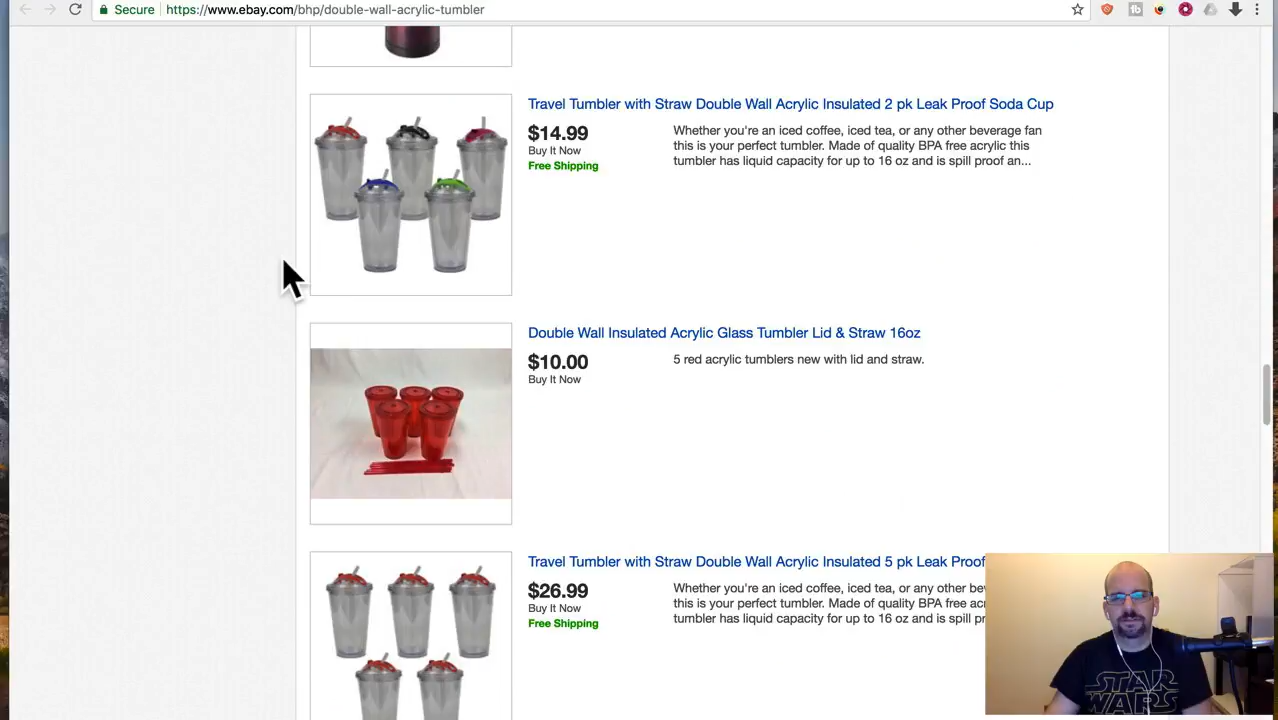 Secure https://www.ebay.com/bhp/double-wall-acrylic-tumbler
Travel Tumbler with Straw Double Wall Acrylic Insulated 2 pk Leak Proof Soda Cup
$14.99
Buy It Now
Free Shipping
Whether you're an iced coffee, iced tea, or any other beverage fan
this is your perfect tumbler. Made of quality BPA free acrylic this
tumbler has liquid capacity for up to 16 oz and is spill proof an...
Double Wall Insulated Acrylic Glass Tumbler Lid & Straw 16oz
$10.00
Buy It Now
5 red acrylic tumblers new with lid and straw.
Travel Tumbler with Straw Double Wall Acrylic Insulated 5 pk Leak Proof
$26.99
Buy It Now
Free Shipping
Whether you're an iced coffee, iced tea, or any other
this is your perfect tumbler. Made of quality BPA free
tumbler has liquid capacity for up to 16 oz and is spill
STAR
WARS